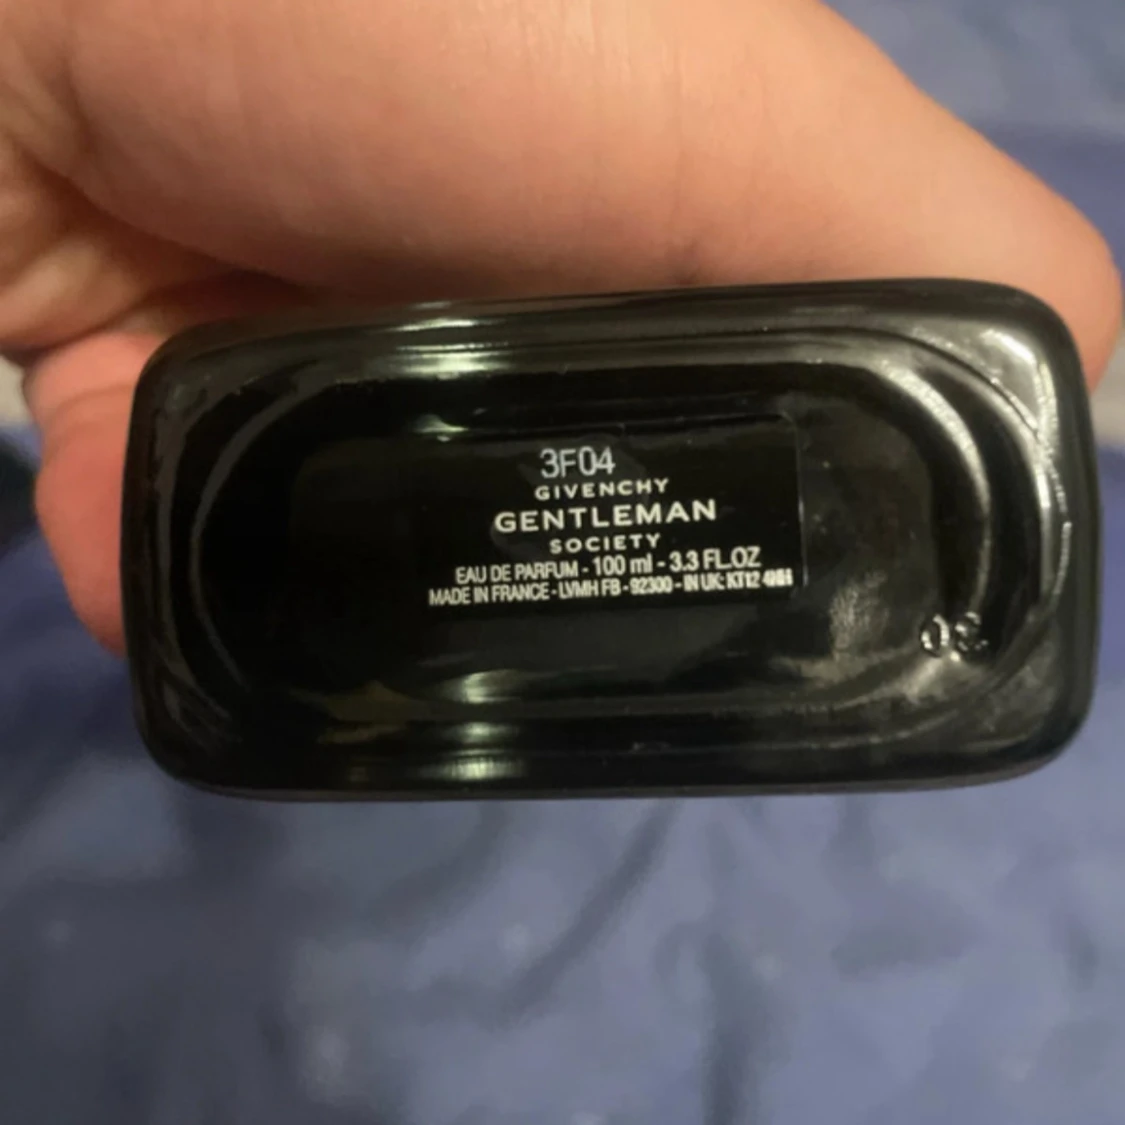 3F04
GIVENCHY
GENTLEMAN
SOCIETY
EAU DE PARFUM - 100 ml - 3.3 FL.OZ
MADE IN FRANCE - LVMH FB - 92300 - IN UK: KT12